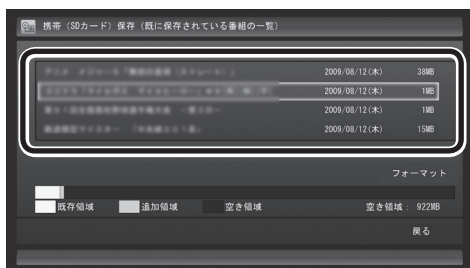 携帯（SDカード）保存（既に保存されている番組の一覧）
2009/08/12(木) 38MB
2009/08/12(木) 1MB
2009/08/12(木) 1MB
2009/08/12(木) 15MB
フォーマット
既存領域 追加領域 空き領域 空き領域： 922MB
戻る